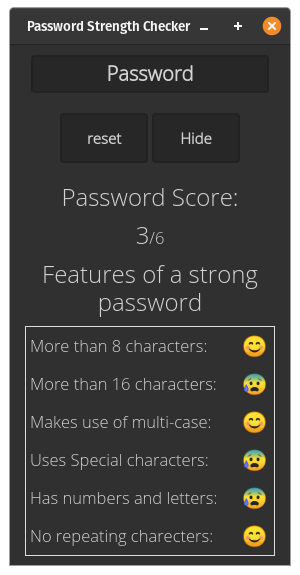 Password Strength Checker
Password
reset Hide
Password Score:
3/6
Features of a strong
password
More than 8 characters: 😊
More than 16 characters: 😰
Makes use of multi-case: 😊
Uses Special characters: 😰
Has numbers and letters: 😰
No repeating charecters: 😊